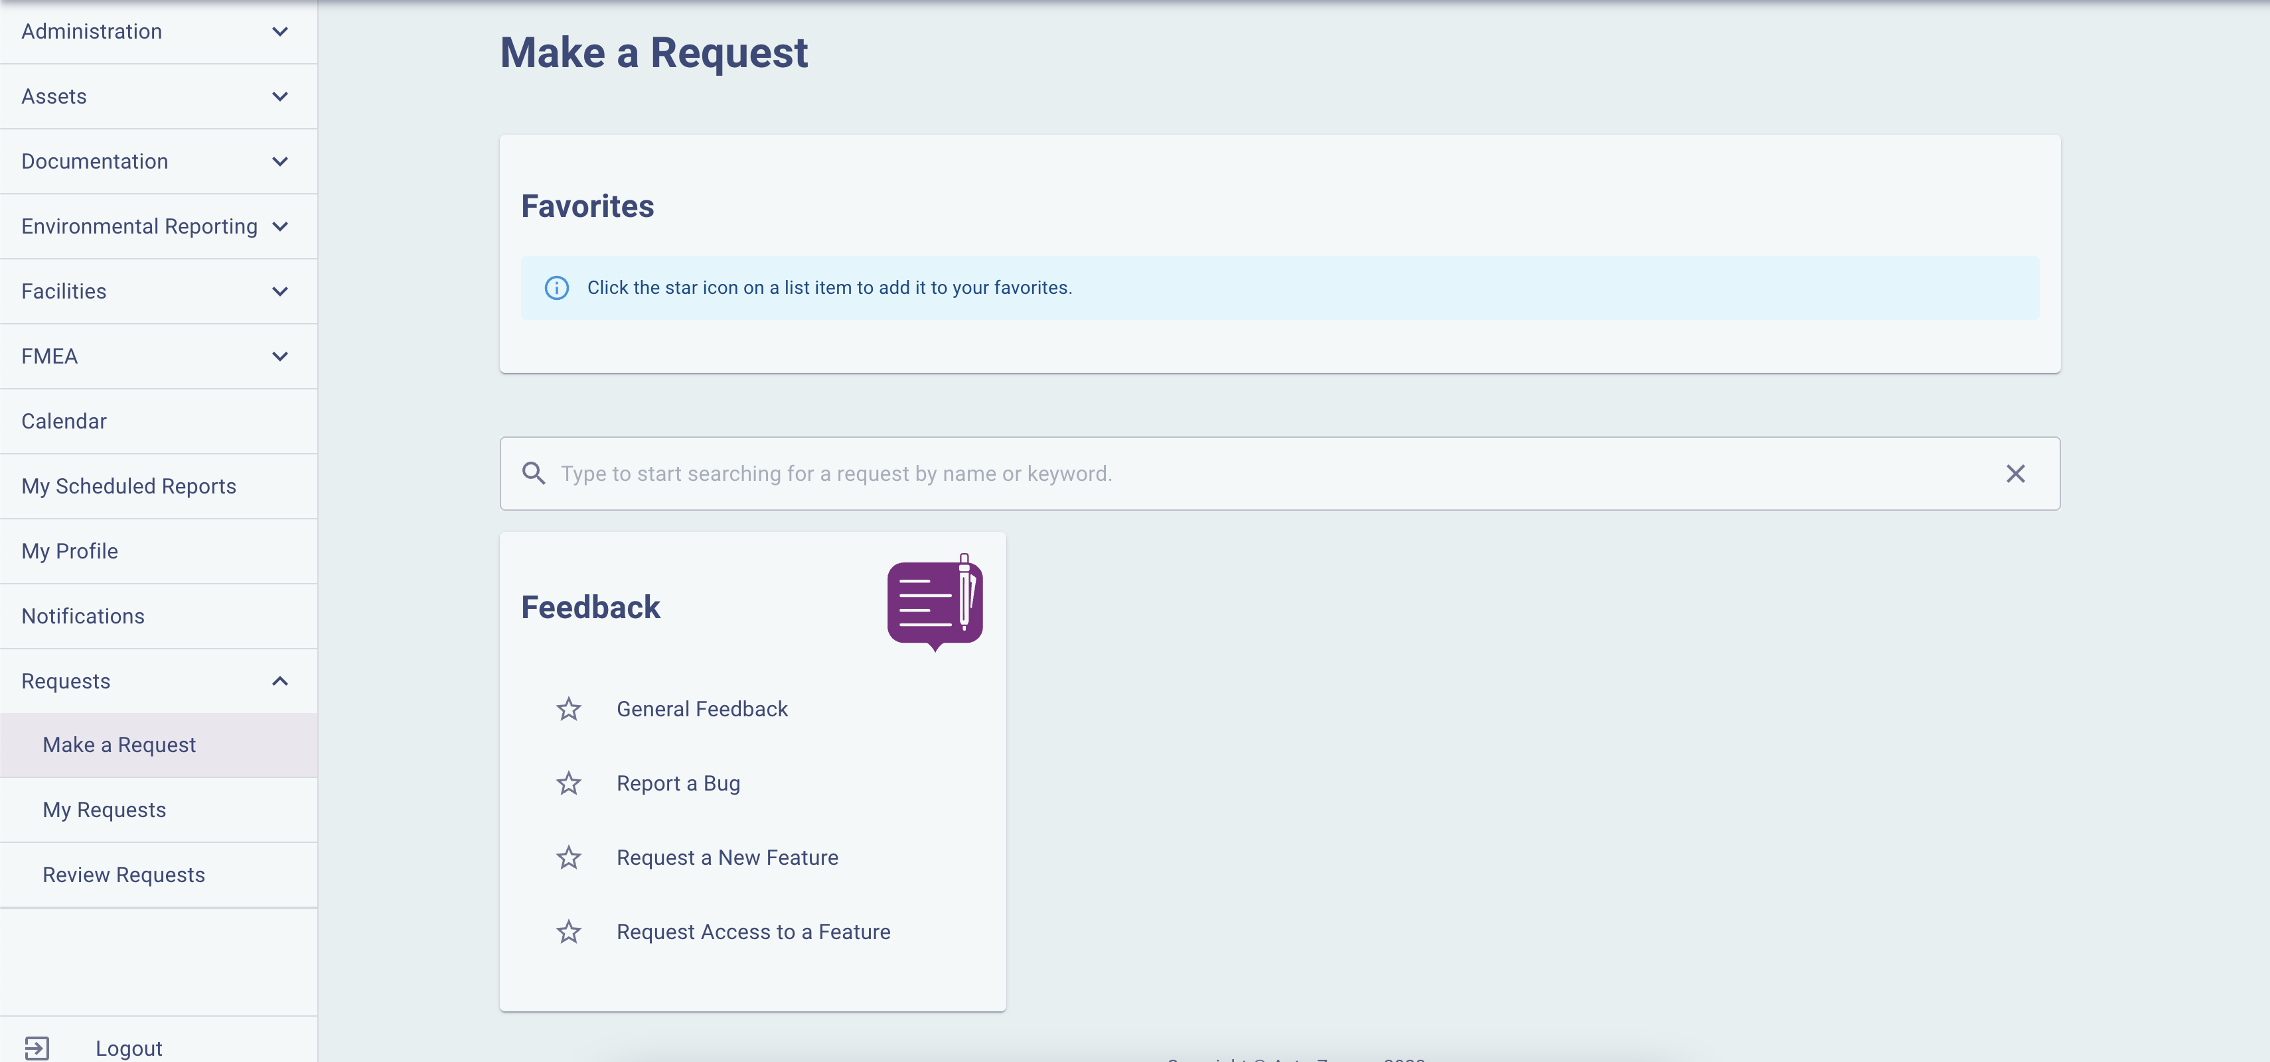 Administration
Assets
Documentation
Environmental Reporting
Facilities
FMEA
Calendar
My Scheduled Reports
My Profile
Notifications
Requests
Make a Request
My Requests
Review Requests
Logout
Make a Request
Favorites
Click the star icon on a list item to add it to your favorites.
Type to start searching for a request by name or keyword.
Feedback
General Feedback
Report a Bug
Request a New Feature
Request Access to a Feature